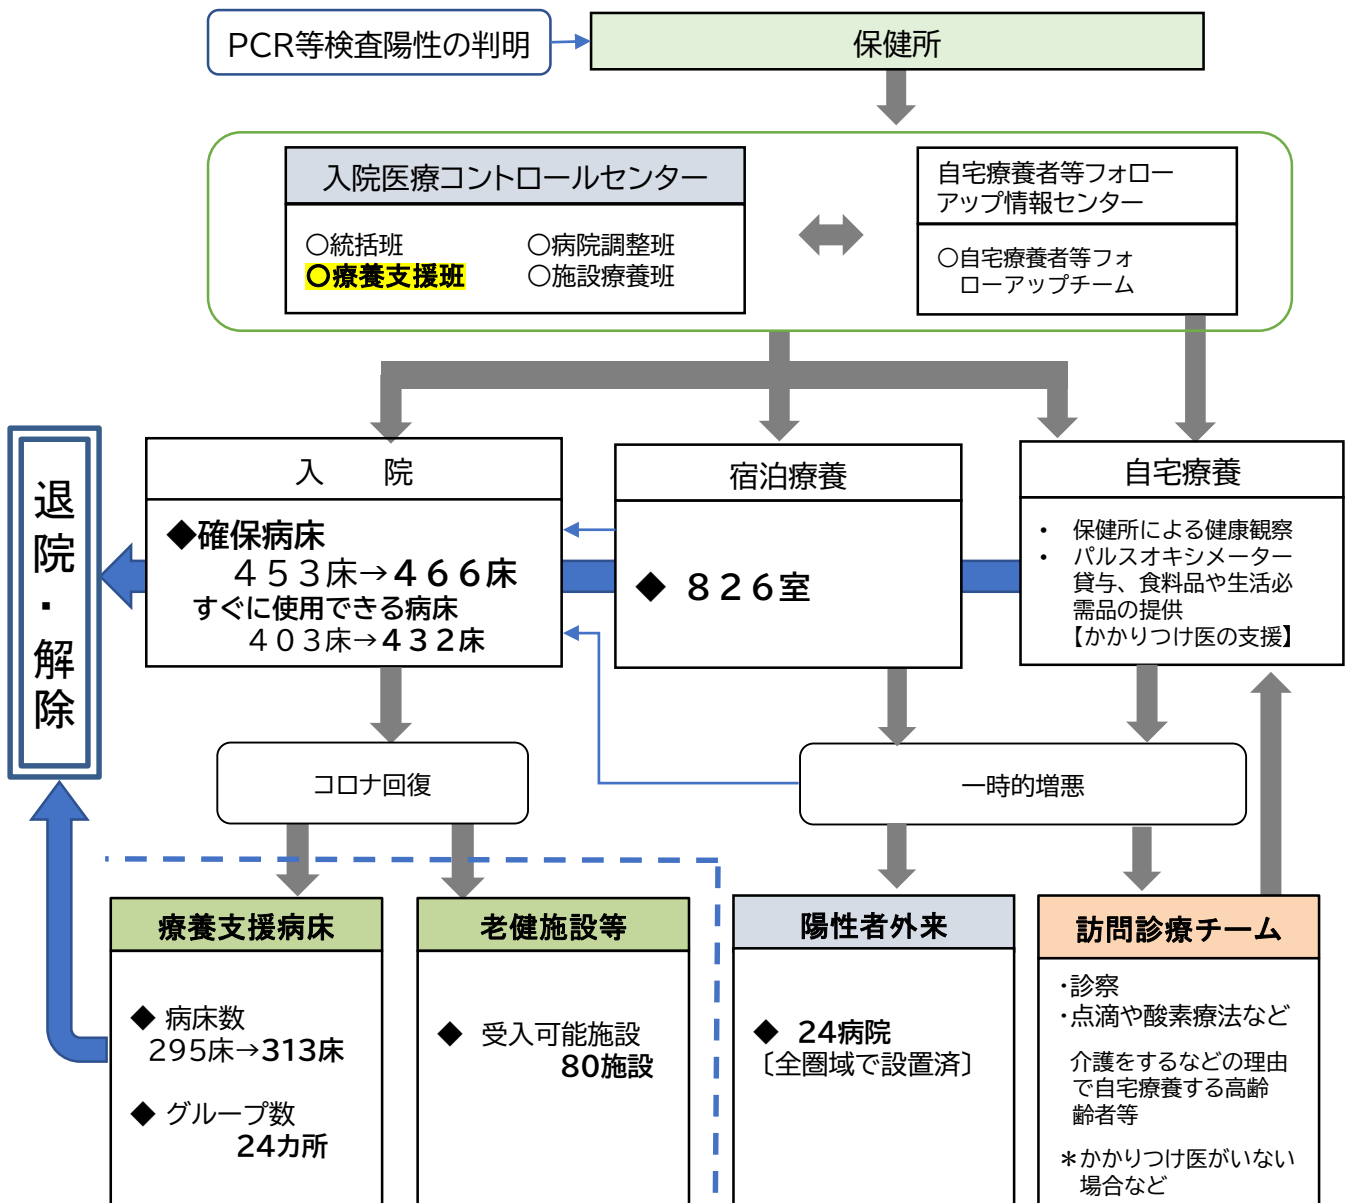 PCR等検査陽性の判明
保健所
入院医療コントロールセンター
○統括班
○病院調整班
○療養支援班
○施設療養班
自宅療養者等フォロー
アップ情報センター
○自宅療養者等フォ
ローアップチーム
退院・解除
入 院
◆確保病床
４５３床→４６６床
すぐに使用できる病床
４０３床→４３２床
宿泊療養
◆ ８２６室
自宅療養
・ 保健所による健康観察
・ パルスオキシメーター
貸与、食料品や生活必
需品の提供
【かかりつけ医の支援】
コロナ回復
一時的増悪
療養支援病床
◆ 病床数
295床→313床
◆ グループ数
24カ所
老健施設等
◆ 受入可能施設
80施設
陽性者外来
◆ 24病院
〔全圏域で設置済〕
訪問診療チーム
・診察
・点滴や酸素療法など
介護をするなどの理由
で自宅療養する高齢
齢者等
＊かかりつけ医がいない
場合など